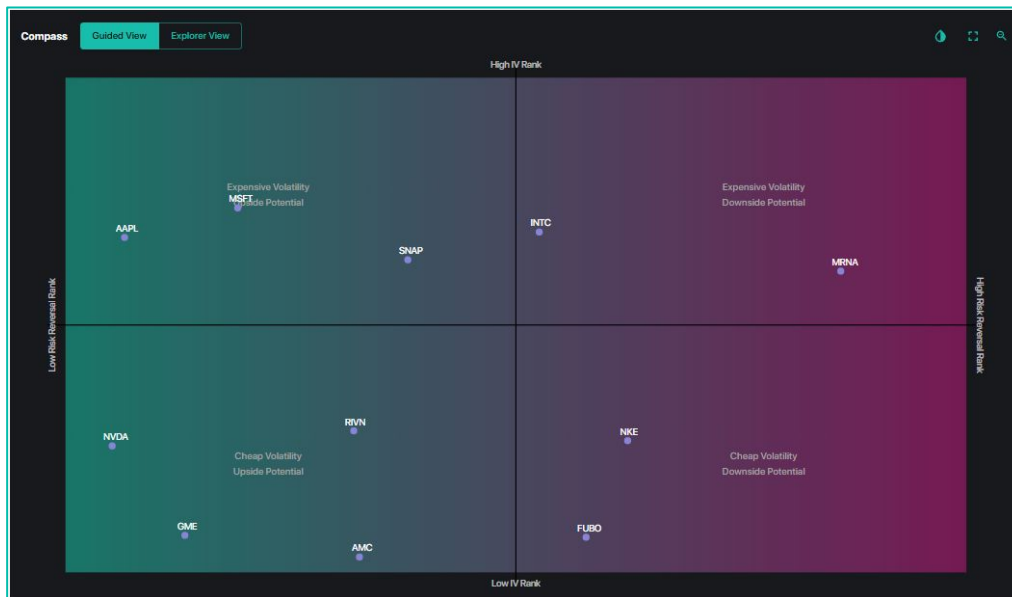 Compass
Guided View
Explorer View
High IV Rank
Expensive Volatility
Upside Potential
Expensive Volatility
Downside Potential
MSFT
AAPL
SNAP
INTC
MRNA
Low Risk Reversal Rank
High Risk Reversal Rank
NVDA
RIVN
NKE
Cheap Volatility
Upside Potential
Cheap Volatility
Downside Potential
GME
AMC
FUBO
Low IV Rank